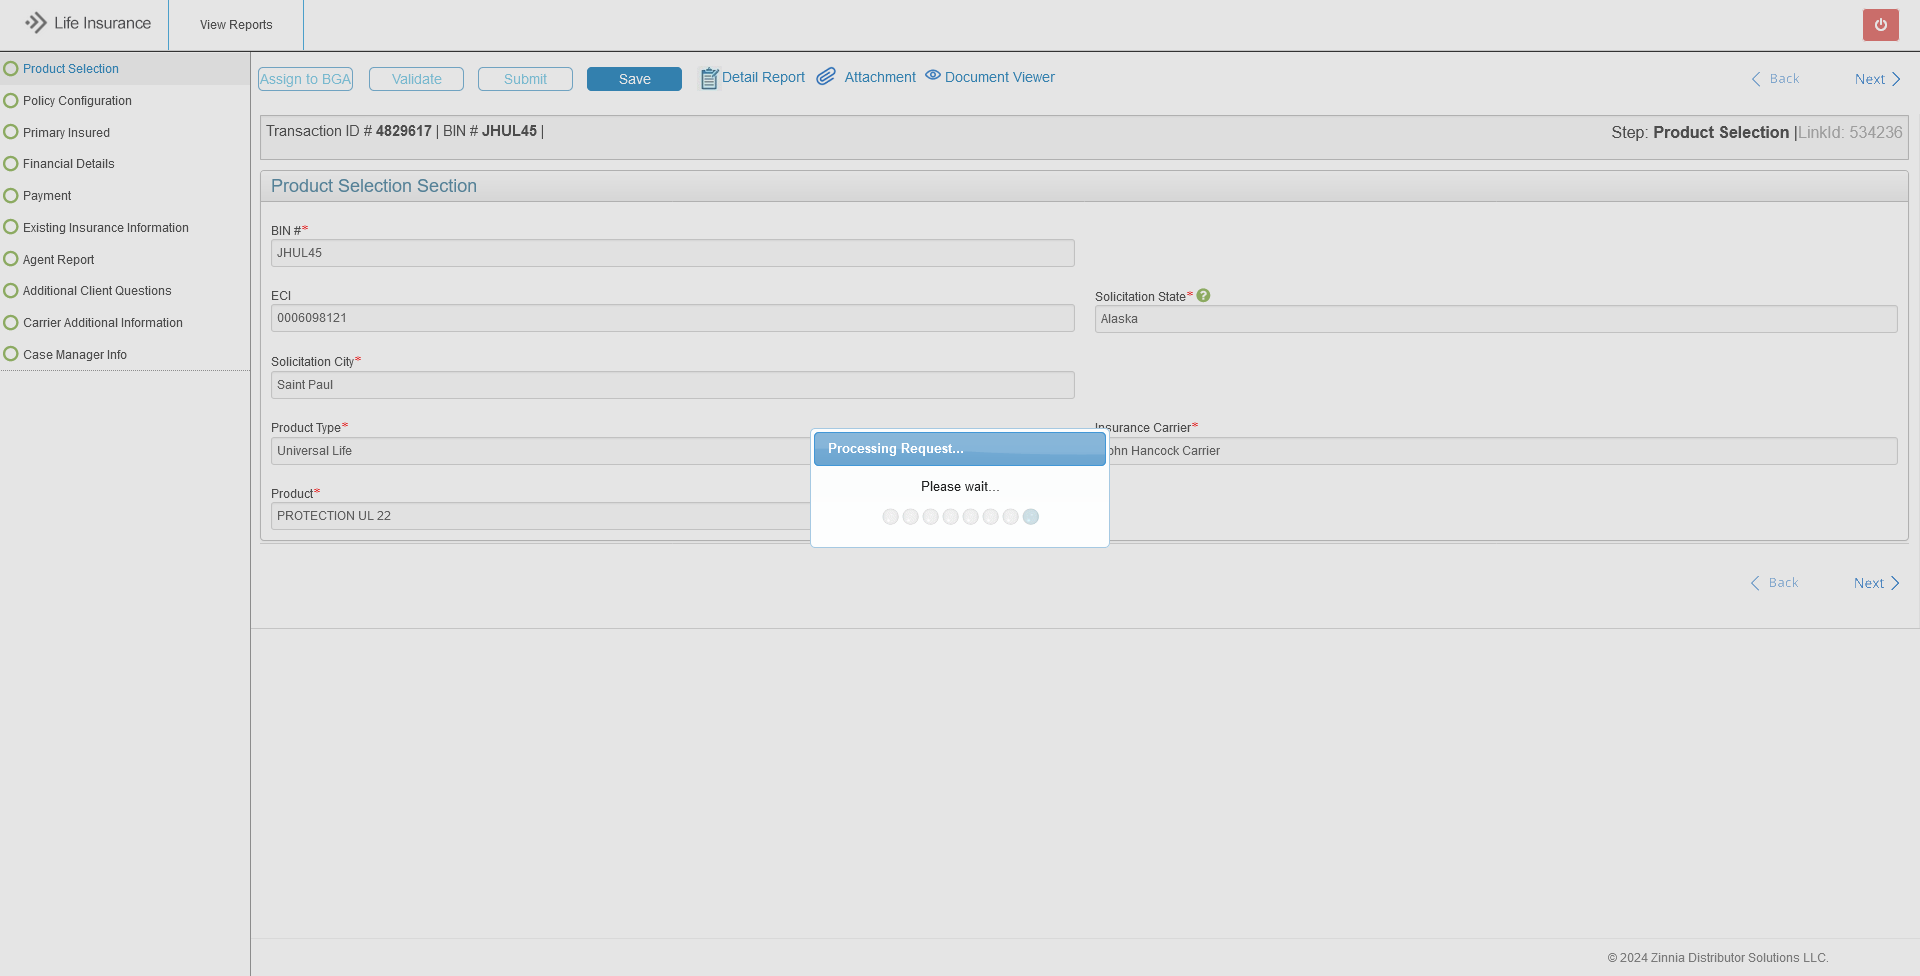 Life Insurance
View Reports
Product Selection
Policy Configuration
Primary Insured
Financial Details
Payment
Existing Insurance Information
Agent Report
Additional Client Questions
Carrier Additional Information
Case Manager Info
Assign to BGA Validate Submit Save Detail Report Attachment Document Viewer Back Next
Transaction ID # 4829617 | BIN # JHUL45 |
Step: Product Selection |LinkId: 534236
Product Selection Section
BIN #*
JHUL45
ECI
0006098121
Solicitation State* ?
Alaska
Solicitation City*
Saint Paul
Product Type*
Universal Life
Insurance Carrier*
ohn Hancock Carrier
Product*
PROTECTION UL 22
Processing Request...
Please wait...
Back Next
© 2024 Zinnia Distributor Solutions LLC.